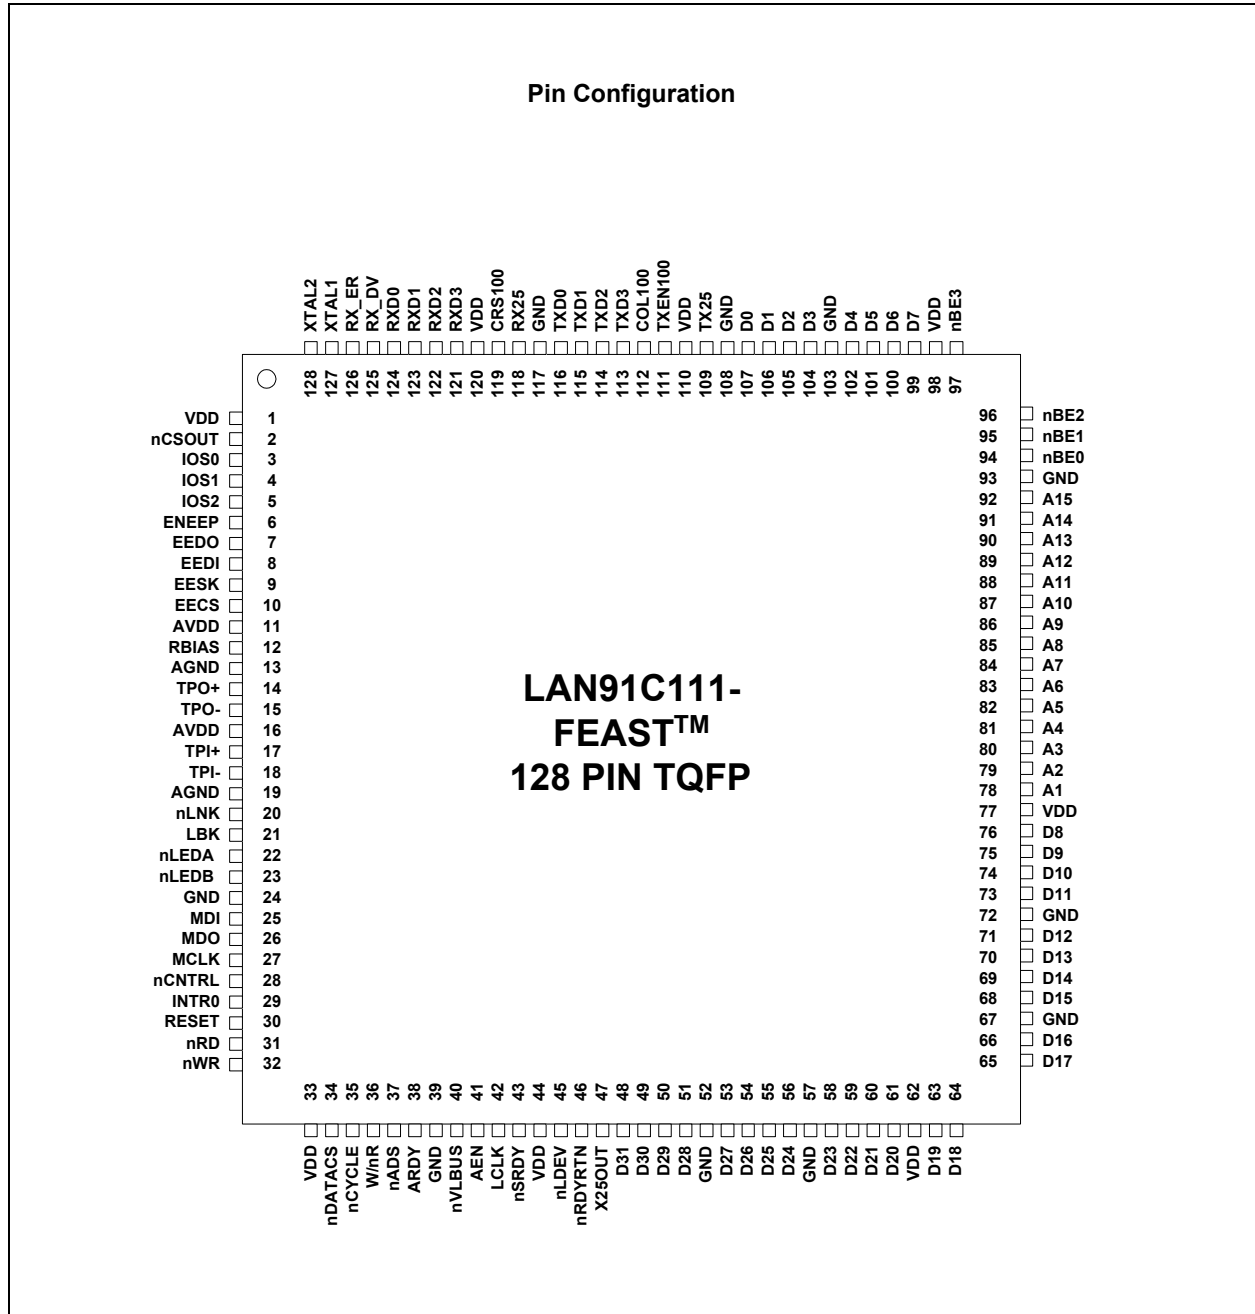 Pin Configuration
XTAL2 XTAL1 RX_ER RX_DV RXD0 RXD1 RXD2 RXD3 VDD CRS100 RX25 GND TXD0 TXD1 TXD2 TXD3 COL100 TXEN100 VDD TX25 GND D0 D1 D2 D3 GND D4 D5 D6 D7 VDD nBE3
128 127 126 125 124 123 122 121 120 119 118 117 116 115 114 113 112 111 110 109 108 107 106 105 104 103 102 101 100 99 98 97
VDD 1
nCSOUT 2
IOS0 3
IOS1 4
IOS2 5
ENEEP 6
EEDO 7
EEDI 8
EESK 9
EECS 10
AVDD 11
RBIAS 12
AGND 13
TPO+ 14
TPO- 15
AVDD 16
TPI+ 17
TPI- 18
AGND 19
nLNK 20
LBK 21
nLEDA 22
nLEDB 23
GND 24
MDI 25
MDO 26
MCLK 27
nCNTRL 28
INTR0 29
RESET 30
nRD 31
nWR 32
LAN91C111-
FEAST™
128 PIN TQFP
96 nBE2
95 nBE1
94 nBE0
93 GND
92 A15
91 A14
90 A13
89 A12
88 A11
87 A10
86 A9
85 A8
84 A7
83 A6
82 A5
81 A4
80 A3
79 A2
78 A1
77 VDD
76 D8
75 D9
74 D10
73 D11
72 GND
71 D12
70 D13
69 D14
68 D15
67 GND
66 D16
65 D17
33 34 35 36 37 38 39 40 41 42 43 44 45 46 47 48 49 50 51 52 53 54 55 56 57 58 59 60 61 62 63 64
VDD nDATACS nCYCLE W/nR nADS ARDY GND nVLBUS AEN LCLK nSRDY VDD nLDEV nRDYRTN X25OUT D31 D30 D29 D28 GND D27 D26 D25 D24 GND D23 D22 D21 D20 VDD D19 D18